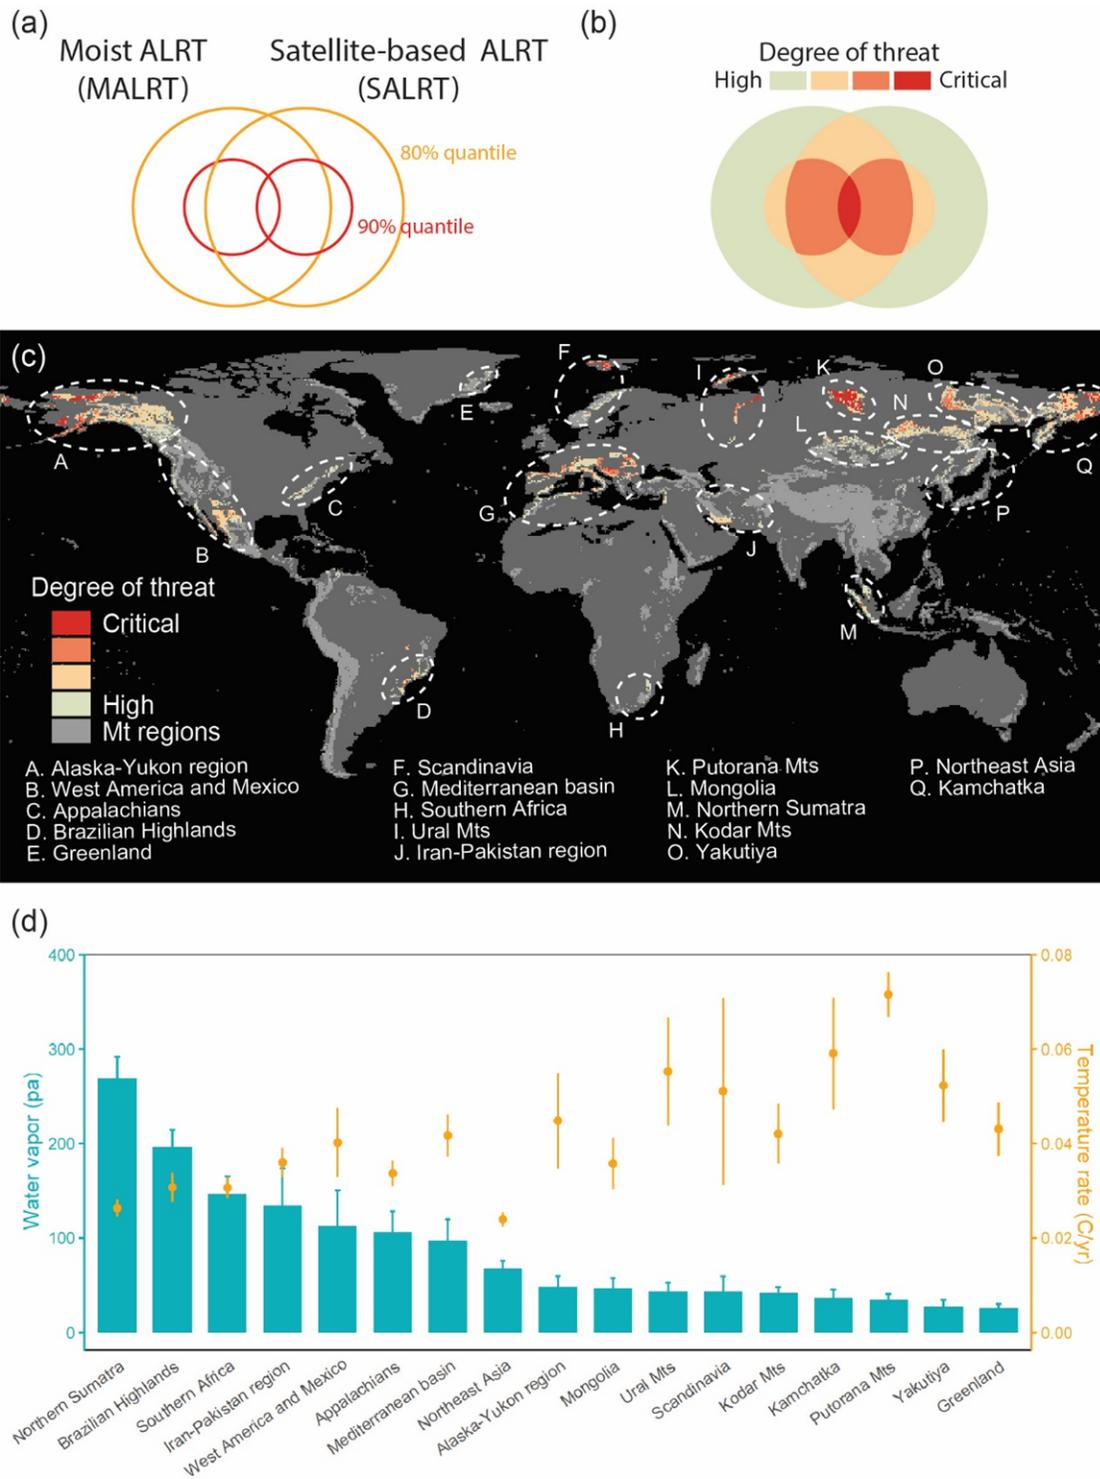 (a)
Moist ALRT
(MALRT)
Satellite-based ALRT
(SALRT)
80% quantile
90% quantile
(b)
Degree of threat
High
Critical
(c)
A
B
C
D
E
F
G
H
I
J
K
L
M
N
O
P
Q
Degree of threat
Critical
High
Mt regions
A. Alaska-Yukon region
B. West America and Mexico
C. Appalachians
D. Brazilian Highlands
E. Greenland
F. Scandinavia
G. Mediterranean basin
H. Southern Africa
I. Ural Mts
J. Iran-Pakistan region
K. Putorana Mts
L. Mongolia
M. Northern Sumatra
N. Kodar Mts
O. Yakutiya
P. Northeast Asia
Q. Kamchatka
(d)
Water vapor (pa)
400
300
200
100
0
Temperature rate (C/yr)
0.08
0.06
0.04
0.02
0.00
Northern Sumatra
Brazilian Highlands
Southern Africa
Iran-Pakistan region
West America and Mexico
Appalachians
Mediterranean basin
Northeast Asia
Alaska-Yukon region
Mongolia
Ural Mts
Scandinavia
Kodar Mts
Kamchatka
Putorana Mts
Yakutiya
Greenland